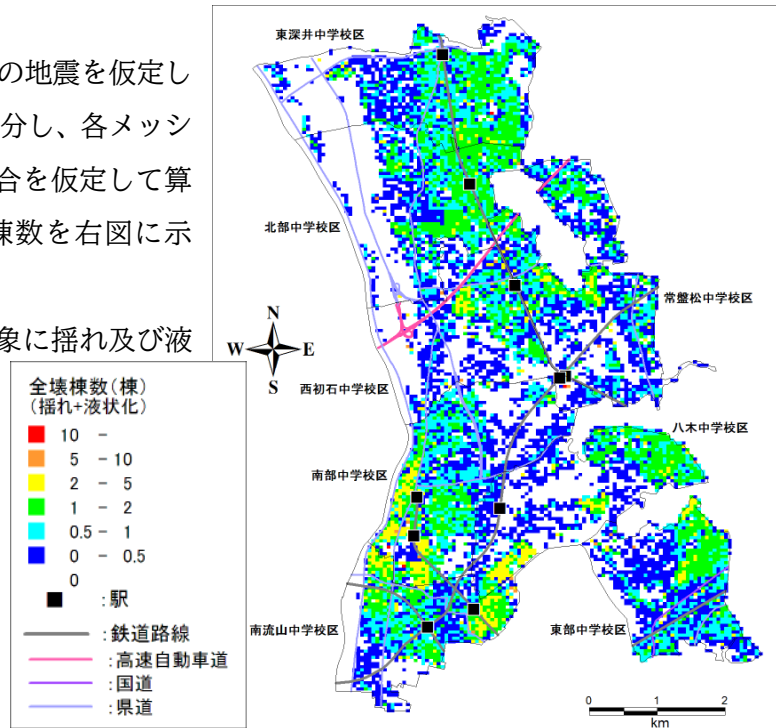 の地震を仮定し
分し、各メッシ
合を仮定して算
棟数を右図に示
象に揺れ及び液
東深井中学校区
北部中学校区
常盤松中学校区
西初石中学校区
八木中学校区
南部中学校区
南流山中学校区
東部中学校区
N
W E
S
全壊棟数(棟)
(揺れ+液状化)
10 -
5 - 10
2 - 5
1 - 2
0.5 - 1
0 - 0.5
0
:駅
:鉄道路線
:高速自動車道
:国道
:県道
0 1 2
km